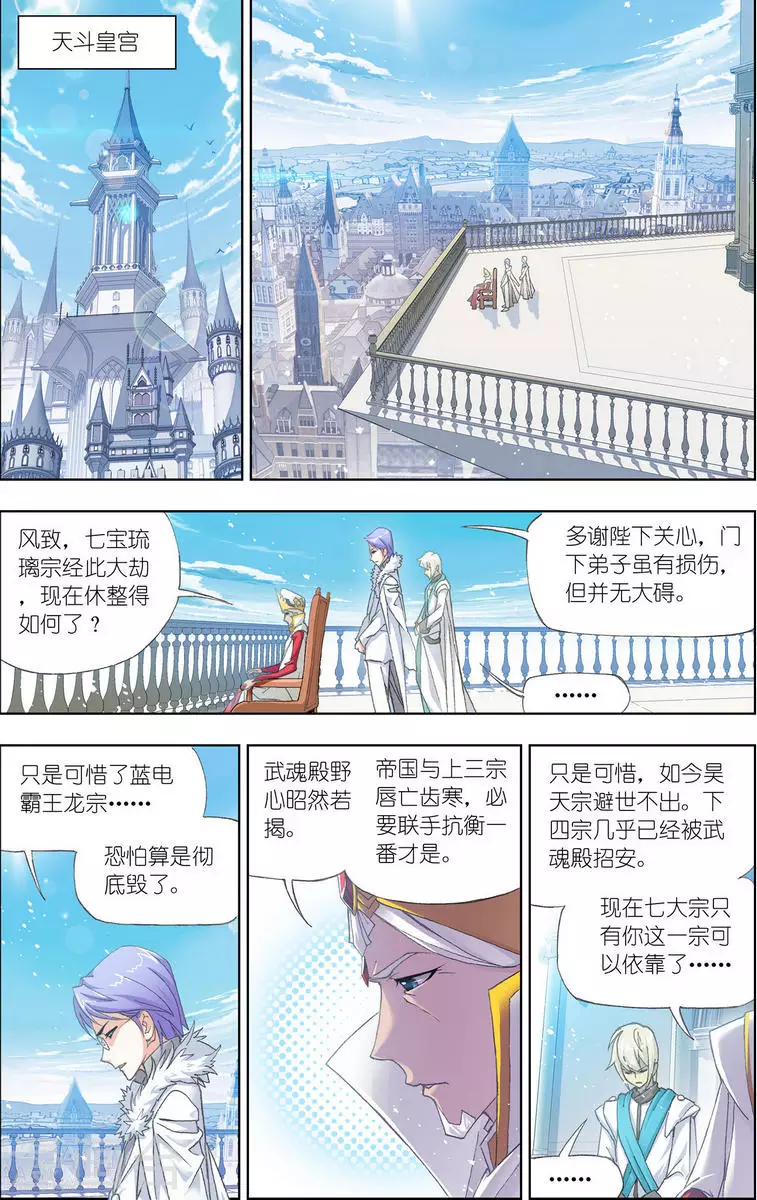 天斗皇宫
风致，七宝琉
璃宗经此大劫
，现在休整得
如何了？
多谢陛下关心，门
下弟子虽有损伤，
但并无大碍。
……
只是可惜了蓝电
霸王龙宗……
恐怕算是彻
底毁了。
武魂殿野
心昭然若
揭。
帝国与上三宗
唇亡齿寒，必
要联手抗衡一
番才是。
只是可惜，如今昊
天宗避世不出。下
四宗几乎已经被武
魂殿招安。
现在七大宗只
有你这一宗可
以依靠了……
……